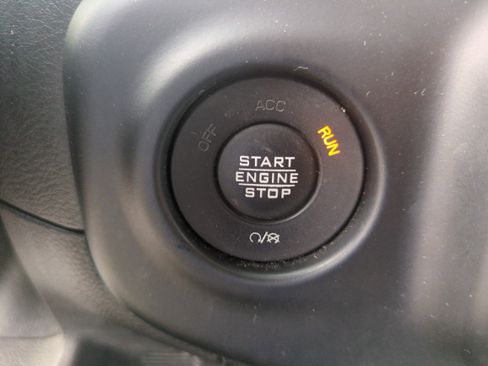 ACC
OFF
RUN
START
ENGINE
STOP